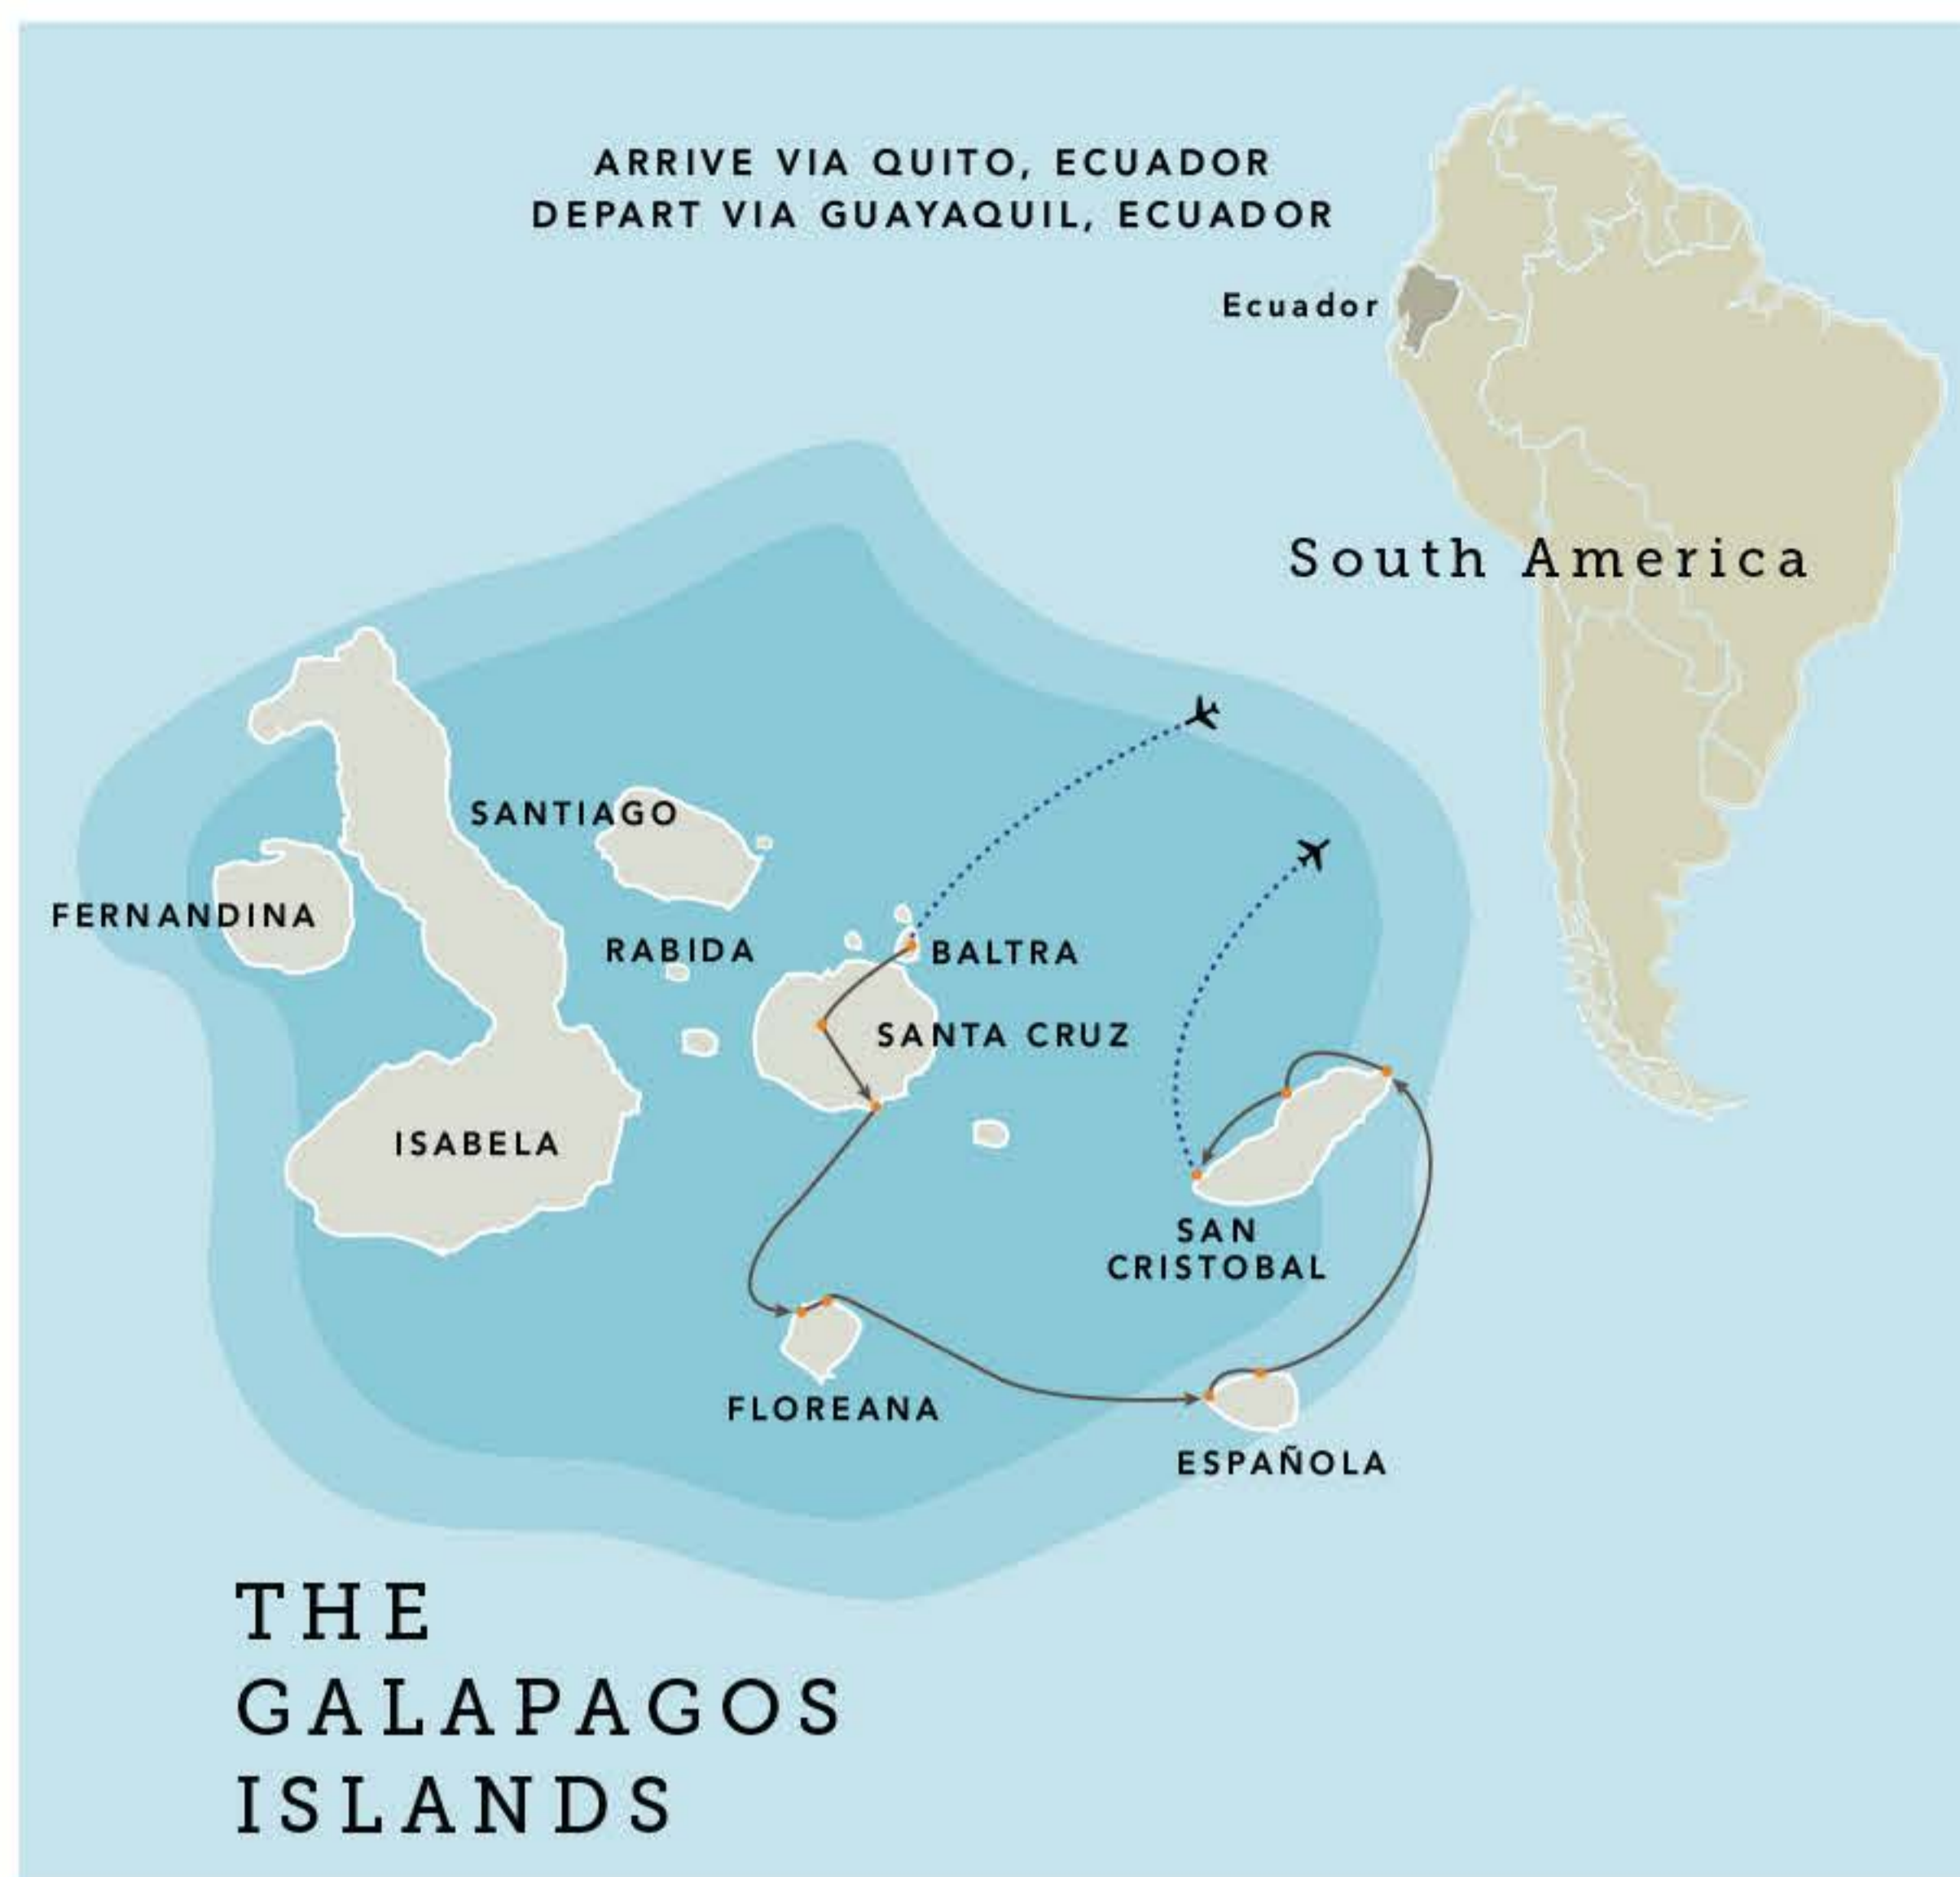 ARRIVE VIA QUITO, ECUADOR
DEPART VIA GUAYAQUIL, ECUADOR
Ecuador
South America
SANTIAGO
FERNANDINA
RABIDA
BALTRA
SANTA CRUZ
ISABELA
SAN
CRISTOBAL
FLOREANA
ESPAÑOLA
THE
GALAPAGOS
ISLANDS